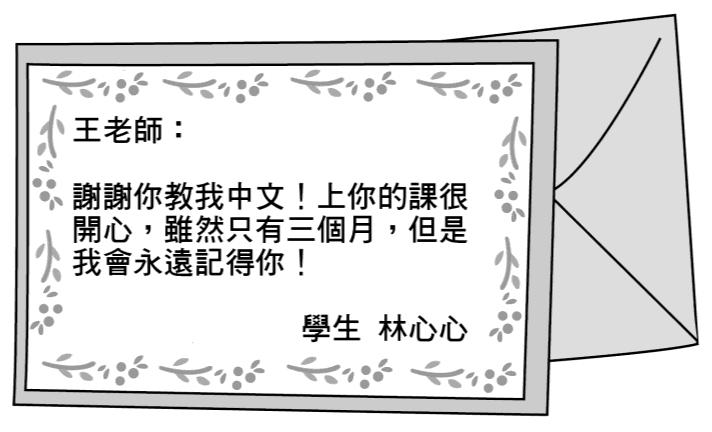 王老師：
謝謝你教我中文！上你的課很
開心，雖然只有三個月，但是
我會永遠記得你！
學生 林心心